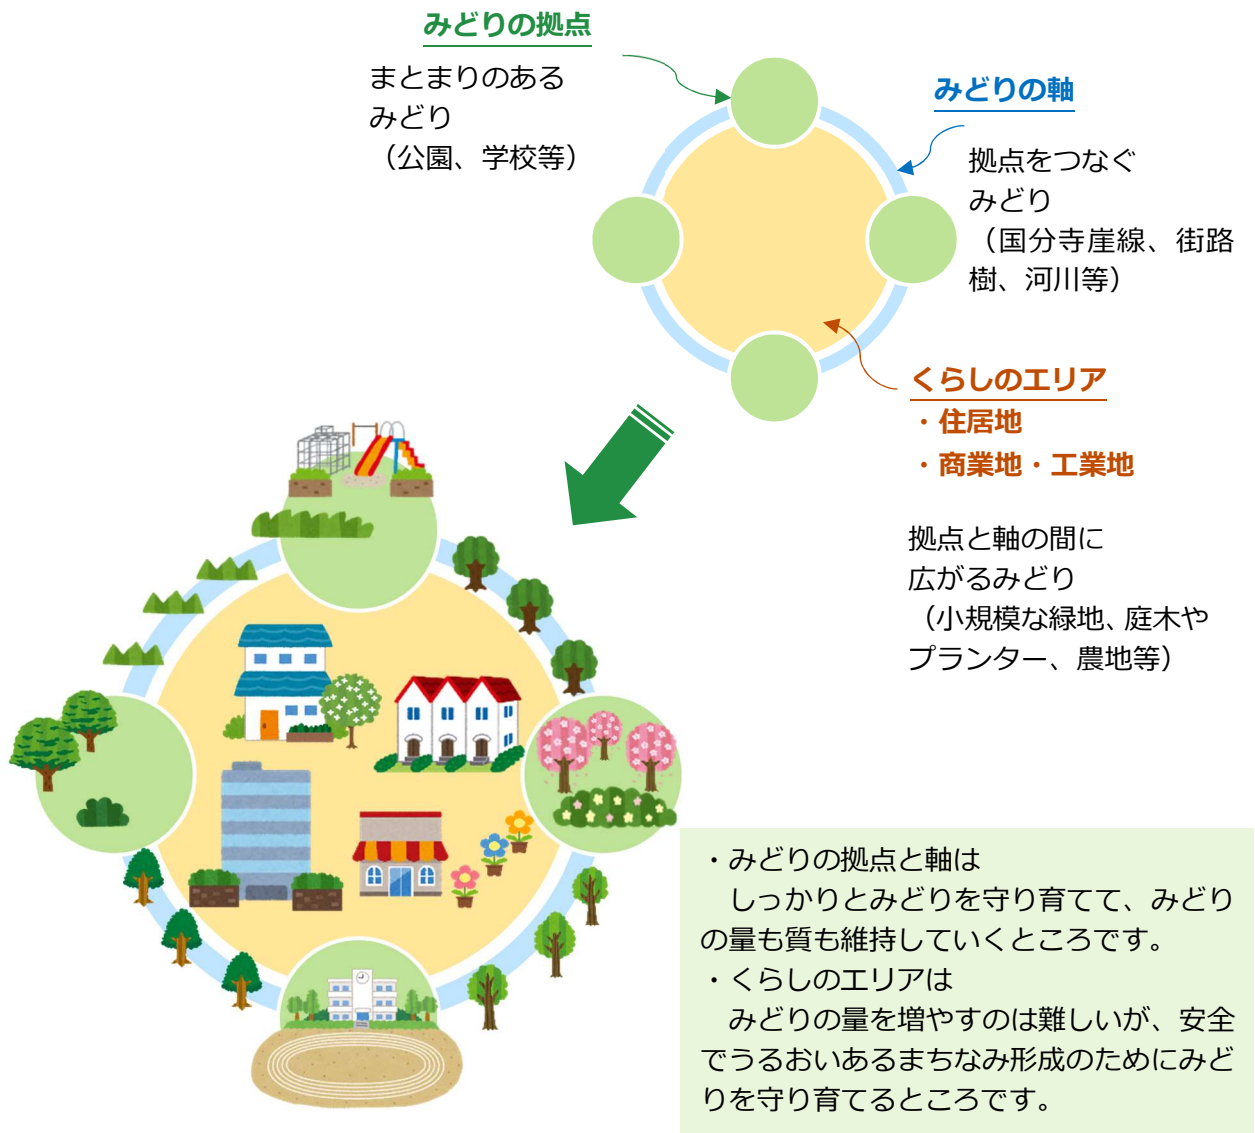 みどりの拠点
まとまりのある
みどり
（公園、学校等）
みどりの軸
拠点をつなぐ
みどり
（国分寺崖線、街路
樹、河川等）
くらしのエリア
・住居地
・商業地・工業地
拠点と軸の間に
広がるみどり
（小規模な緑地、庭木や
プランター、農地等）
・みどりの拠点と軸は
　しっかりとみどりを守り育てて、みどり
の量も質も維持していくところです。
・くらしのエリアは
　みどりの量を増やすのは難しいが、安全
でうるおいあるまちなみ形成のためにみど
りを守り育てるところです。